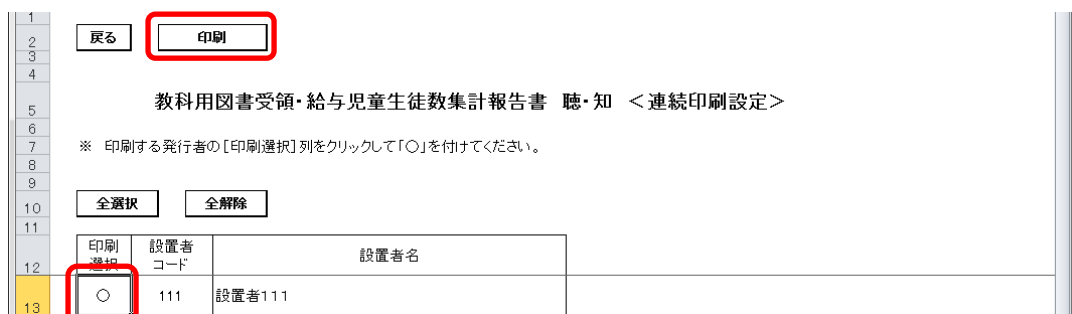 1
2 戻る 印刷
3
4
5 教科用図書受領・給与児童生徒数集計報告書 聴・知 <連続印刷設定>
6
7 ※ 印刷する発行者の[印刷選択]列をクリックして「○」を付けてください。
8
9
10 全選択 全解除
11
12 印刷選択 設置者コード 設置者名
13 ○ 111 設置者111